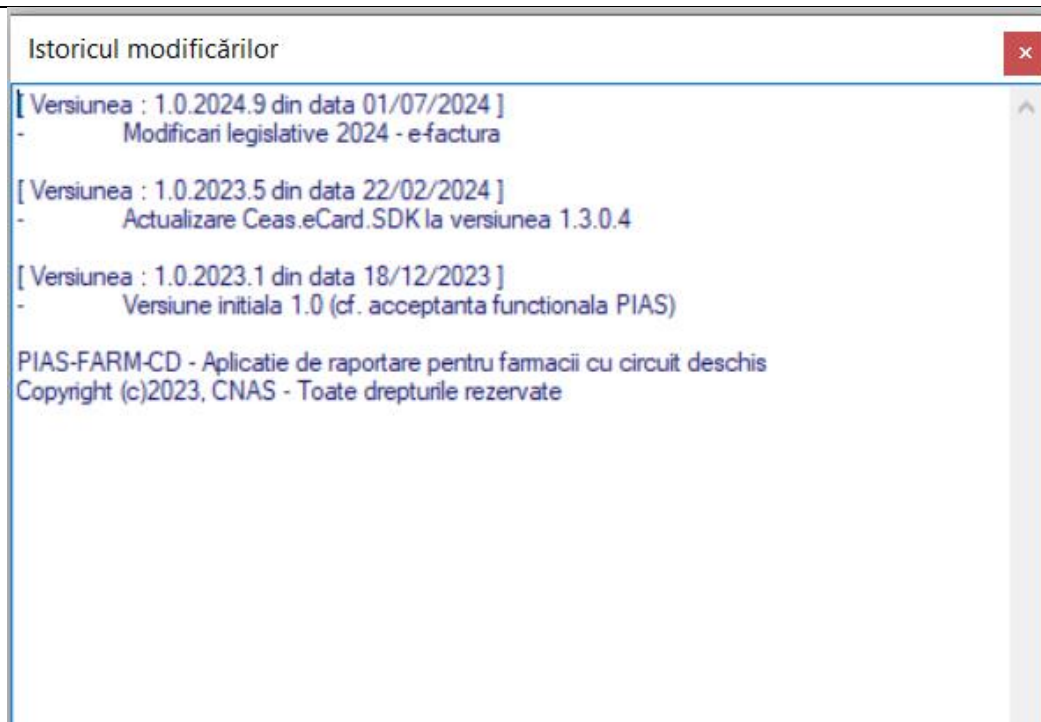 Istoricul modificărilor
[ Versiunea : 1.0.2024.9 din data 01/07/2024 ]
- Modificari legislative 2024 - e-factura
[ Versiunea : 1.0.2023.5 din data 22/02/2024 ]
- Actualizare Ceas.eCard.SDK la versiunea 1.3.0.4
[ Versiunea : 1.0.2023.1 din data 18/12/2023 ]
- Versiune initiala 1.0 (cf. acceptanta functionala PIAS)
PIAS-FARM-CD - Aplicatie de raportare pentru farmacii cu circuit deschis
Copyright (c)2023, CNAS - Toate drepturile rezervate